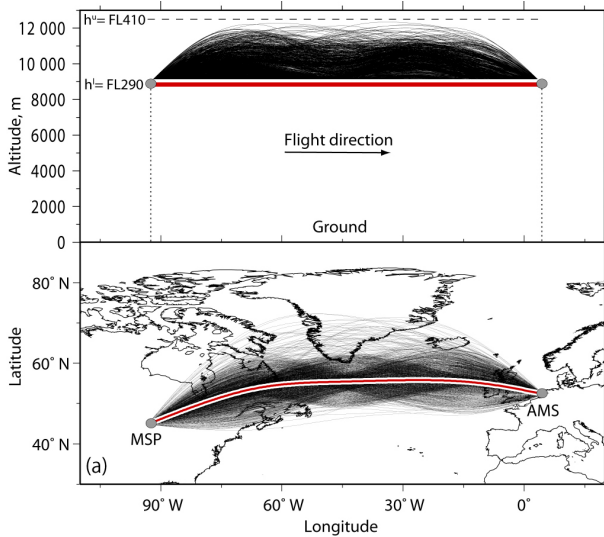 hᵘ= FL410
hˡ= FL290
12 000
10 000
8000
6000
4000
2000
0
Altitude, m
Flight direction
Ground
80° N
60° N
40° N
Latitude
MSP
AMS
(a)
90° W
60° W
30° W
0°
Longitude